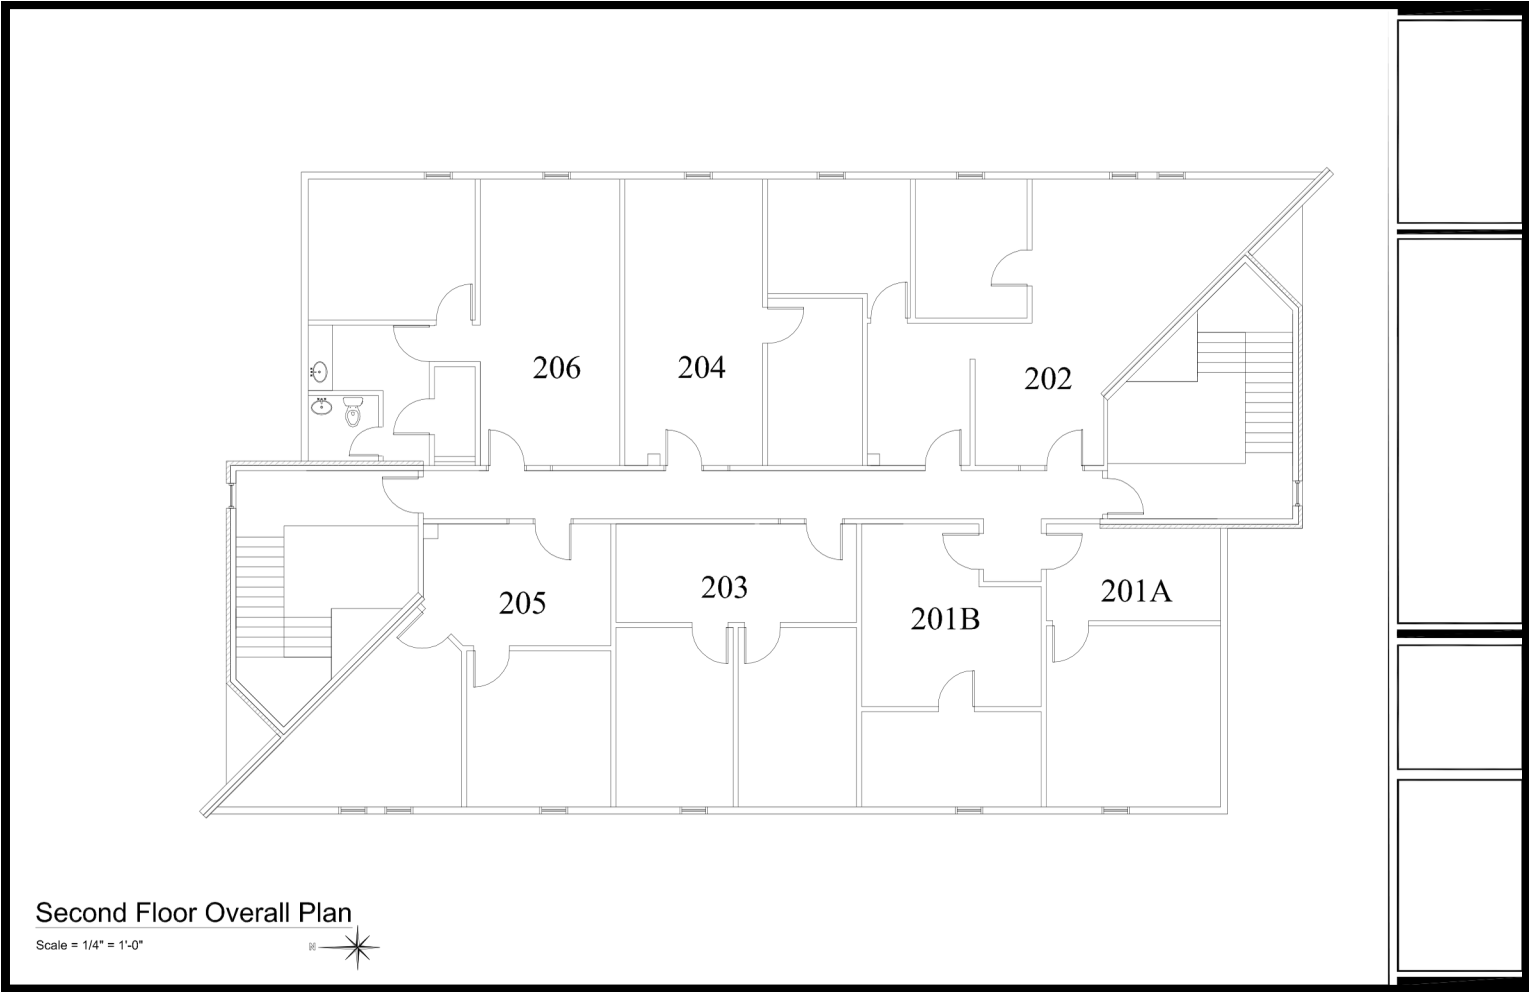 206
204
202
205
203
201B
201A
Second Floor Overall Plan
Scale = 1/4" = 1'-0"
N